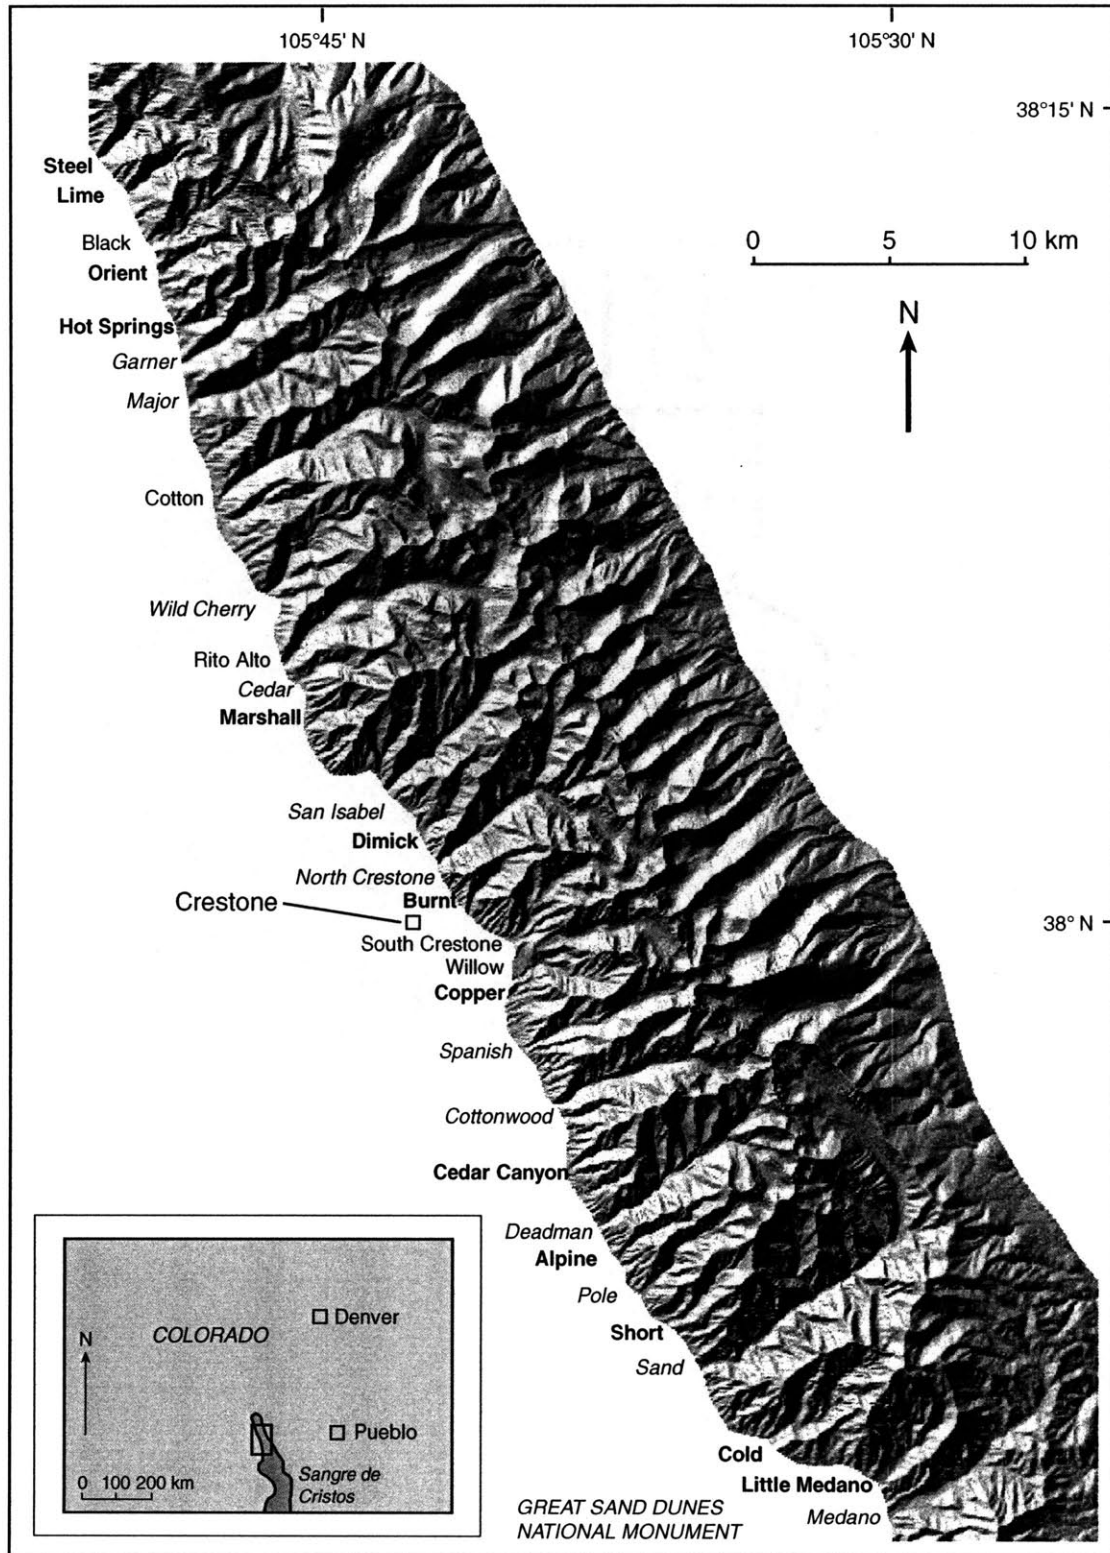 105°45' N
105°30' N
38°15' N
Steel
Lime
0 5 10 km
Black
Orient
N
Hot Springs
Garner
Major
Cotton
Wild Cherry
Rito Alto
Cedar
Marshall
San Isabel
Dimick
North Crestone
Burnt
Crestone
38° N
South Crestone
Willow
Copper
Spanish
Cottonwood
Cedar Canyon
Deadman
Alpine
Pole
Short
Sand
Cold
Little Medano
Medano
GREAT SAND DUNES
NATIONAL MONUMENT
Denver
COLORADO
N
Pueblo
0 100 200 km
Sangre de
Cristos